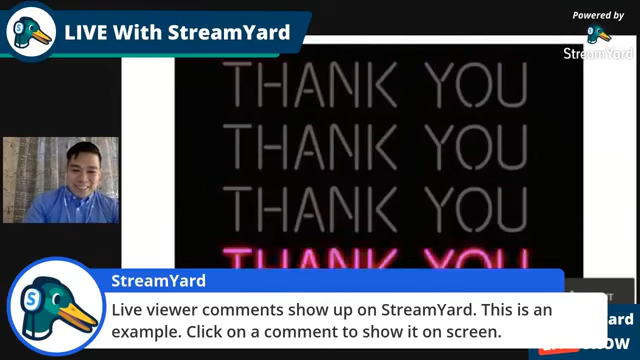 LIVE With StreamYard
Powered by
StreamYard
THANK YOU
THANK YOU
THANK YOU
THANK YOU
StreamYard
Live viewer comments show up on StreamYard. This is an
example. Click on a comment to show it on screen.